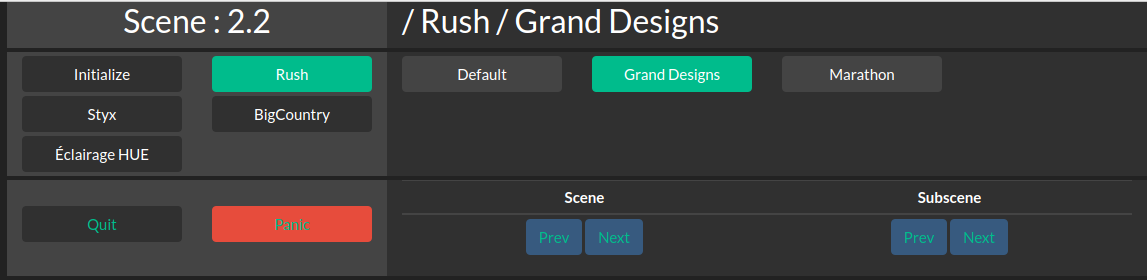 Scene : 2.2
/ Rush / Grand Designs
Initialize
Rush
Default
Grand Designs
Marathon
Styx
BigCountry
Éclairage HUE
Scene
Subscene
Quit
Panic
Prev
Next
Prev
Next